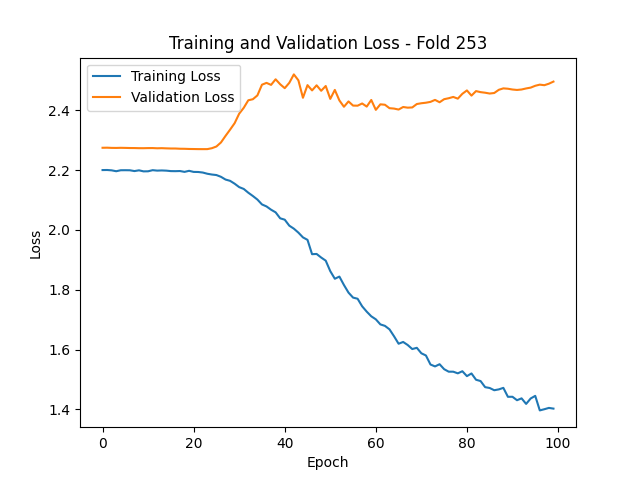 Training and Validation Loss - Fold 253
Training Loss
Validation Loss
Loss
2.4
2.2
2.0
1.8
1.6
1.4
0 20 40 60 80 100
Epoch